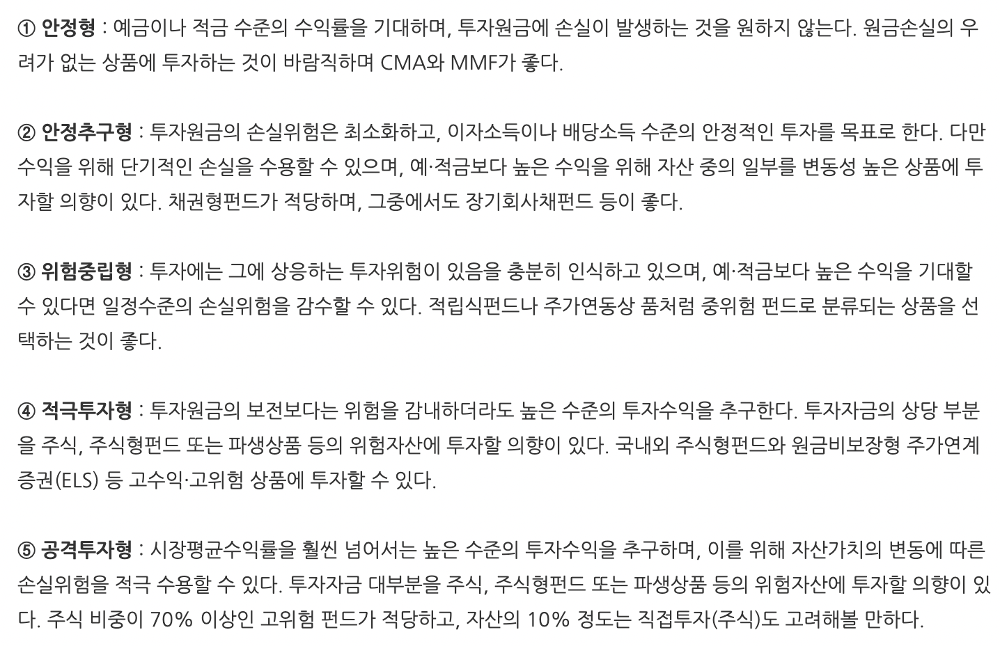 ① 안정형 : 예금이나 적금 수준의 수익률을 기대하며, 투자원금에 손실이 발생하는 것을 원하지 않는다. 원금손실의 우
려가 없는 상품에 투자하는 것이 바람직하며 CMA와 MMF가 좋다.
② 안정추구형 : 투자원금의 손실위험은 최소화하고, 이자소득이나 배당소득 수준의 안정적인 투자를 목표로 한다. 다만
수익을 위해 단기적인 손실을 수용할 수 있으며, 예·적금보다 높은 수익을 위해 자산 중의 일부를 변동성 높은 상품에 투
자할 의향이 있다. 채권형펀드가 적당하며, 그중에서도 장기회사채펀드 등이 좋다.
③ 위험중립형 : 투자에는 그에 상응하는 투자위험이 있음을 충분히 인식하고 있으며, 예·적금보다 높은 수익을 기대할
수 있다면 일정수준의 손실위험을 감수할 수 있다. 적립식펀드나 주가연동상 품처럼 중위험 펀드로 분류되는 상품을 선
택하는 것이 좋다.
④ 적극투자형 : 투자원금의 보전보다는 위험을 감내하더라도 높은 수준의 투자수익을 추구한다. 투자자금의 상당 부분
을 주식, 주식형펀드 또는 파생상품 등의 위험자산에 투자할 의향이 있다. 국내외 주식형펀드와 원금비보장형 주가연계
증권(ELS) 등 고수익·고위험 상품에 투자할 수 있다.
⑤ 공격투자형 : 시장평균수익률을 훨씬 넘어서는 높은 수준의 투자수익을 추구하며, 이를 위해 자산가치의 변동에 따른
손실위험을 적극 수용할 수 있다. 투자자금 대부분을 주식, 주식형펀드 또는 파생상품 등의 위험자산에 투자할 의향이 있
다. 주식 비중이 70% 이상인 고위험 펀드가 적당하고, 자산의 10% 정도는 직접투자(주식)도 고려해볼 만하다.